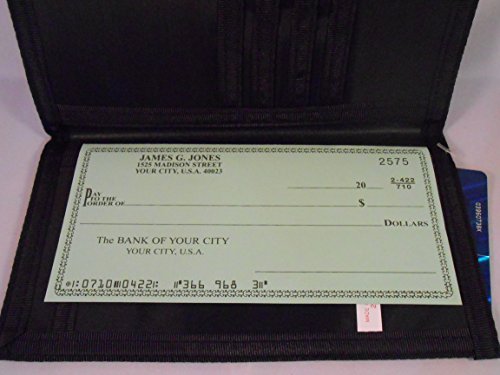 JAMES G. JONES
1525 MADISON STREET
YOUR CITY, U.S.A. 40023
2575
20
2-422
710
PAY
TO THE
ORDER OF
$
DOLLARS
The BANK OF YOUR CITY
YOUR CITY, U.S.A.
⑆0710⑉0422⑆ ⑈366 968 3⑈